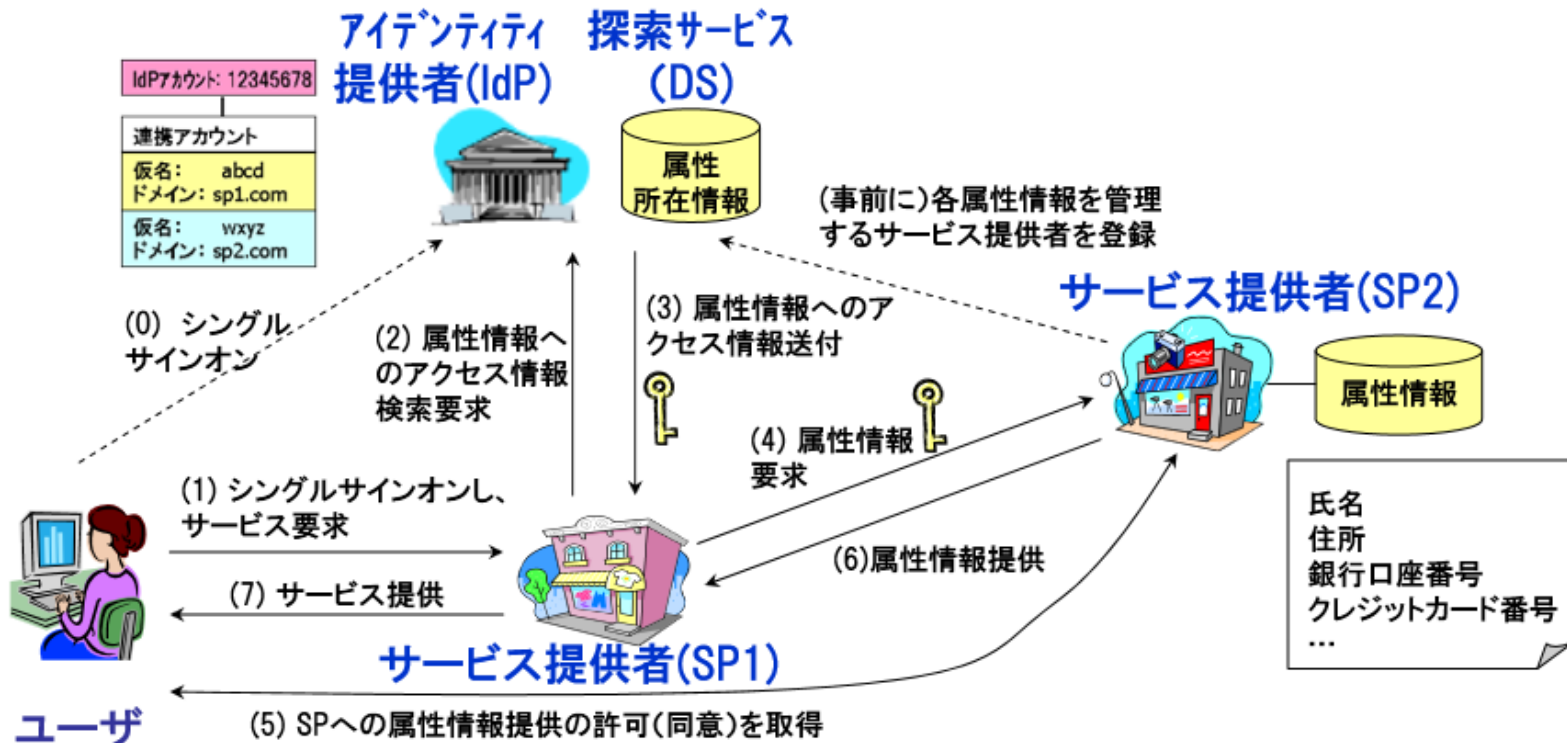 アイデンティティ
提供者(IdP)
探索サービス
(DS)
IdPアカウント: 12345678
連携アカウント
仮名: abcd
ドメイン: sp1.com
仮名: wxyz
ドメイン: sp2.com
属性
所在情報
(事前に)各属性情報を管理
するサービス提供者を登録
サービス提供者(SP2)
(0) シングル
サインオン
(2) 属性情報へ
のアクセス情報
検索要求
(3) 属性情報へのア
クセス情報送付
属性情報
(4) 属性情報
要求
(1) シングルサインオンし、
サービス要求
(6)属性情報提供
(7) サービス提供
氏名
住所
銀行口座番号
クレジットカード番号
...
サービス提供者(SP1)
ユーザ
(5) SPへの属性情報提供の許可(同意)を取得